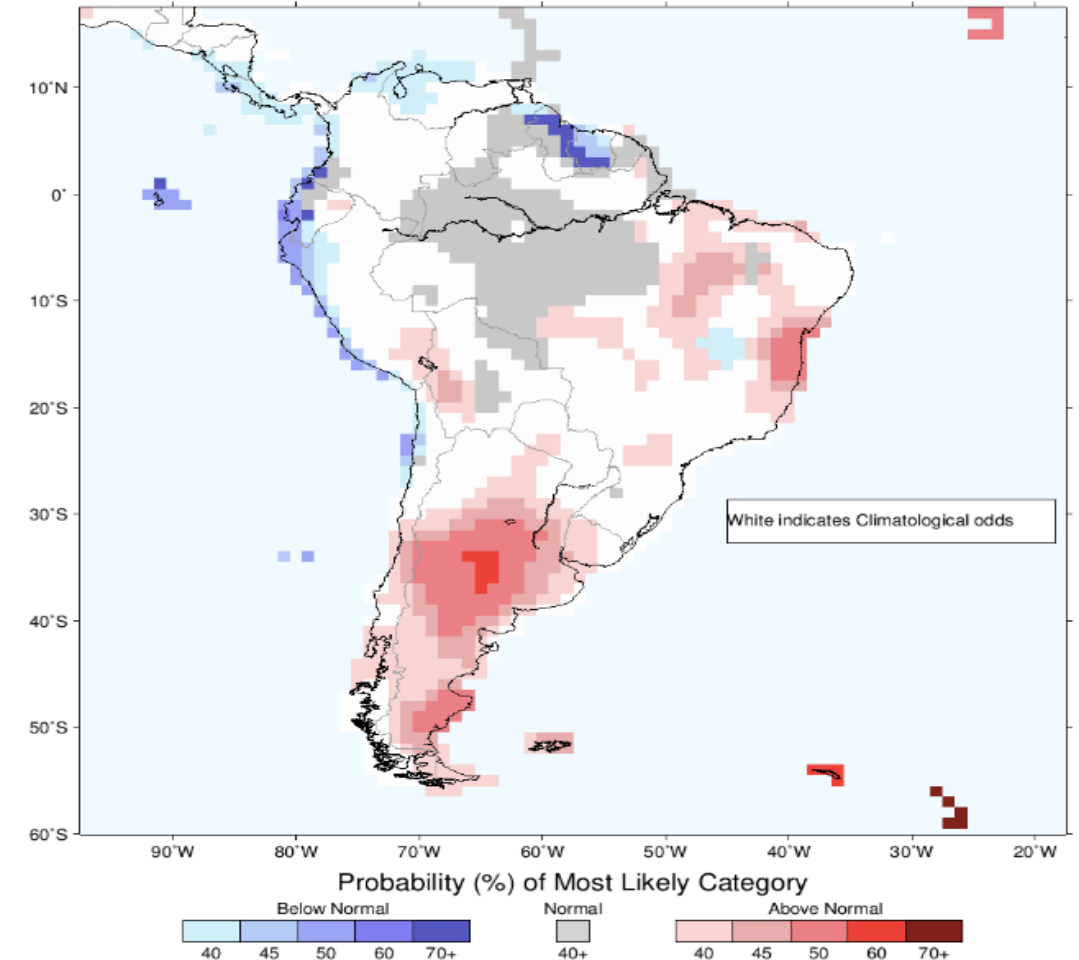 10°N
0°
10°S
20°S
30°S
40°S
50°S
60°S
White indicates Climatological odds
90°W 80°W 70°W 60°W 50°W 40°W 30°W 20°W
Probability (%) of Most Likely Category
Below Normal Normal Above Normal
40 45 50 60 70+ 40+ 40 45 50 60 70+